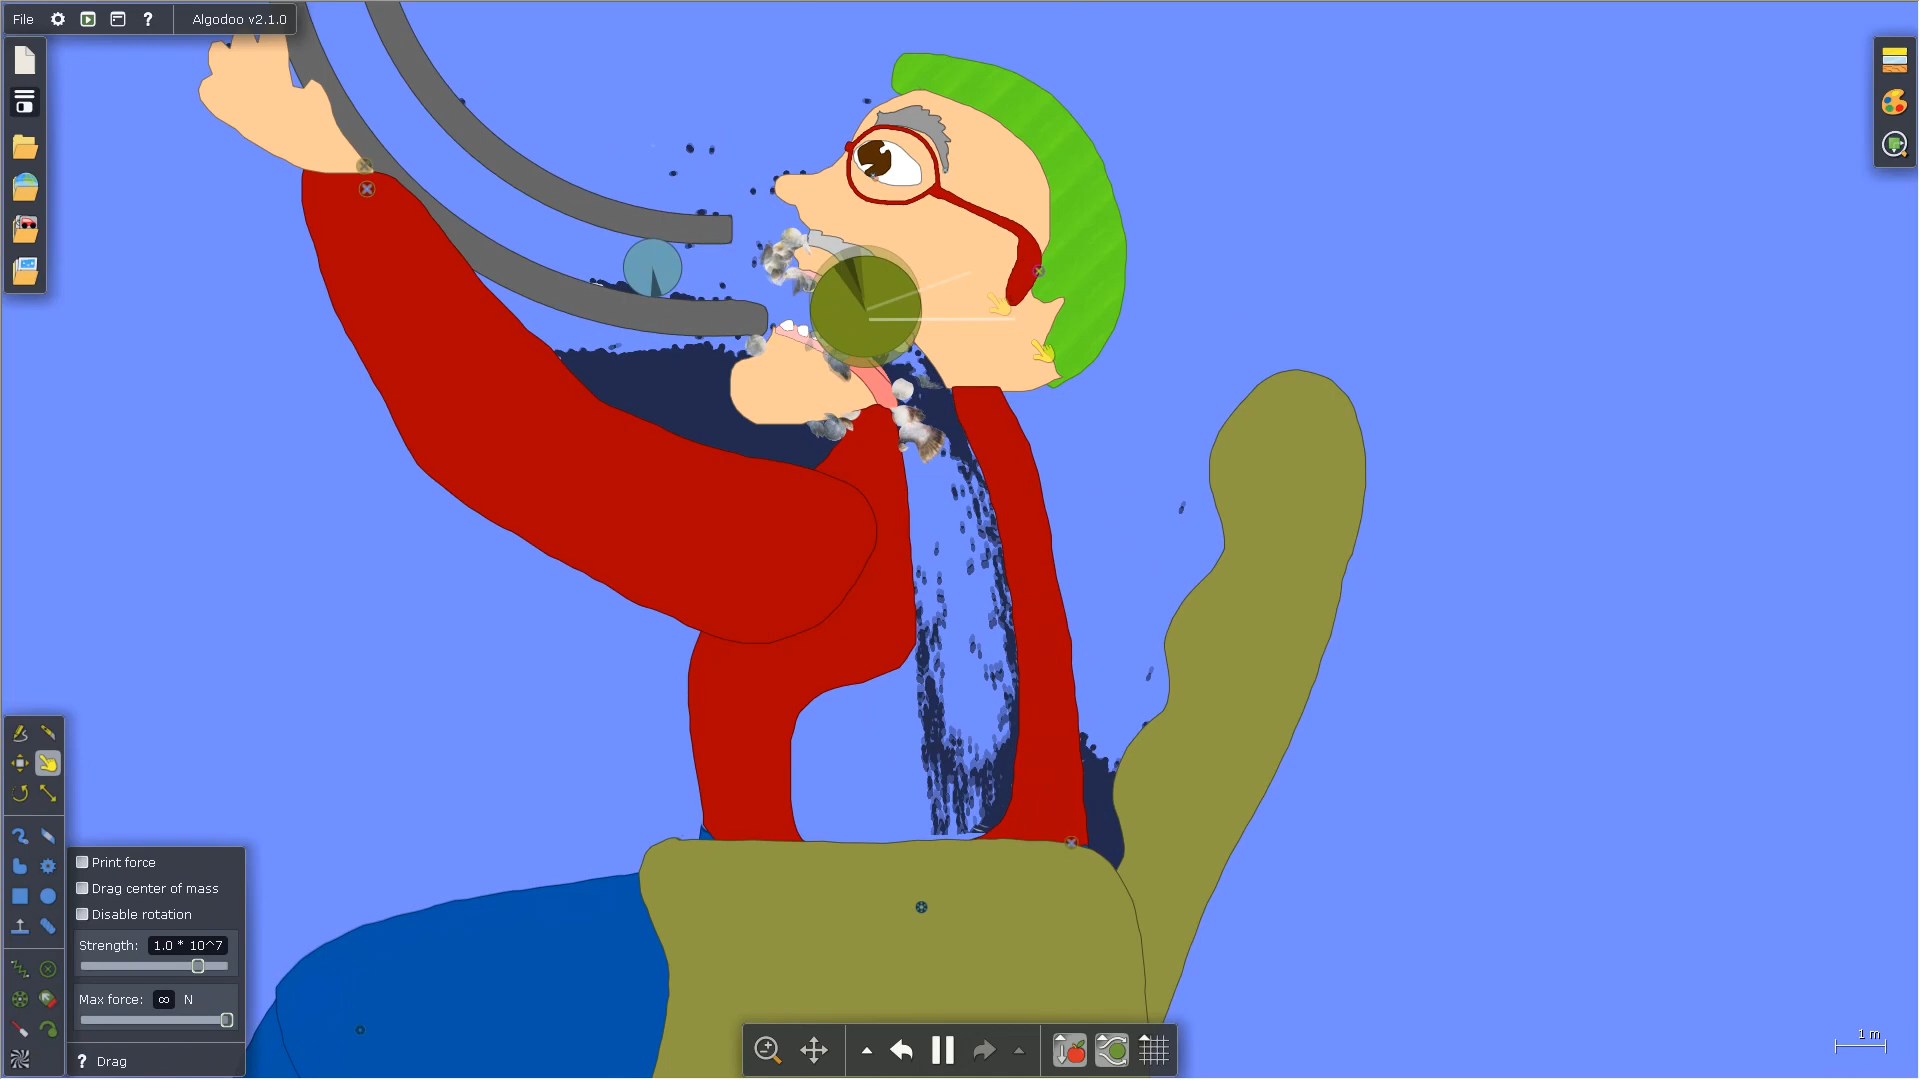 File ? Algodoo v2.1.0
Print force
Drag center of mass
Disable rotation
Strength: 1.0 * 10^7
Max force: ∞ N
? Drag
1 m